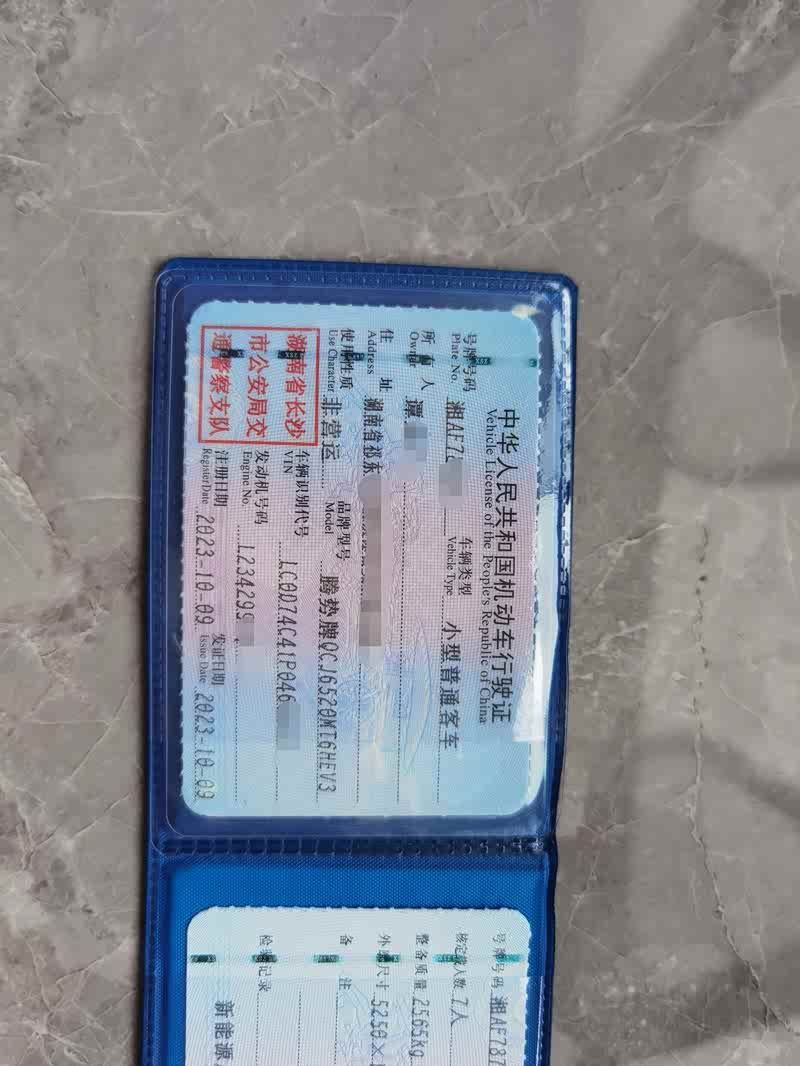 中华人民共和国机动车行驶证
Vehicle License of the People's Republic of China
号牌号码 湘AF7 车辆类型 小型普通客车
Plate No. Vehicle Type
所有人 谭
Owner
住址 湖南省祁东
Address
使用性质 非营运 品牌型号 腾势牌QCJ6520MT6HEV3
Use Character Model
湖南省长沙
市公安局交
通警察支队
车辆识别代号 LC0D74C41P046
VIN
发动机号码 1234299
Engine No.
注册日期 2023-10-09 发证日期 2023-10-09
Register Date Issue Date
号牌号码 湘AF787
核定载人数 7人
整备质量 2565kg
外廓尺寸 5250×
备注
检验记录
新能源